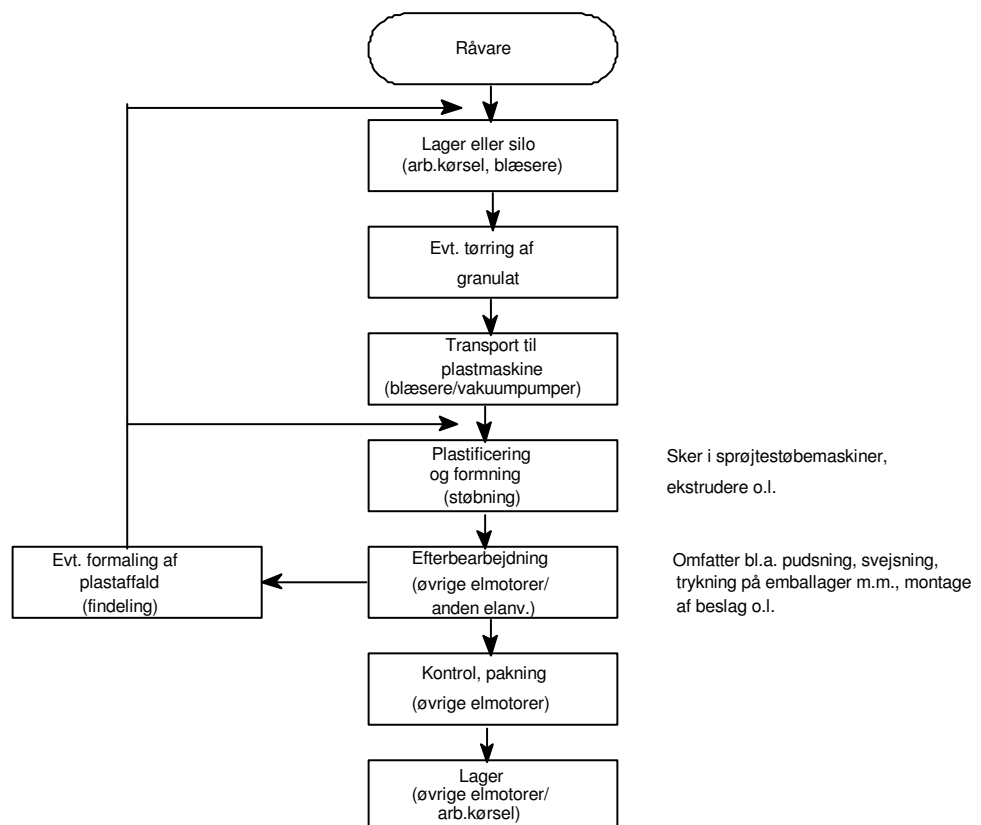 Råvare
Lager eller silo
(arb.kørsel, blæsere)
Evt. tørring af
granulat
Transport til
plastmaskine
(blæsere/vakuumpumper)
Plastificering
og formning
(støbning)
Sker i sprøjtestøbemaskiner,
ekstrudere o.l.
Evt. formaling af
plastaffald
(findeling)
Efterbearbejdning
(øvrige elmotorer/
anden elanv.)
Omfatter bl.a. pudsning, svejsning,
trykning på emballager m.m., montage
af beslag o.l.
Kontrol, pakning
(øvrige elmotorer)
Lager
(øvrige elmotorer/
arb.kørsel)